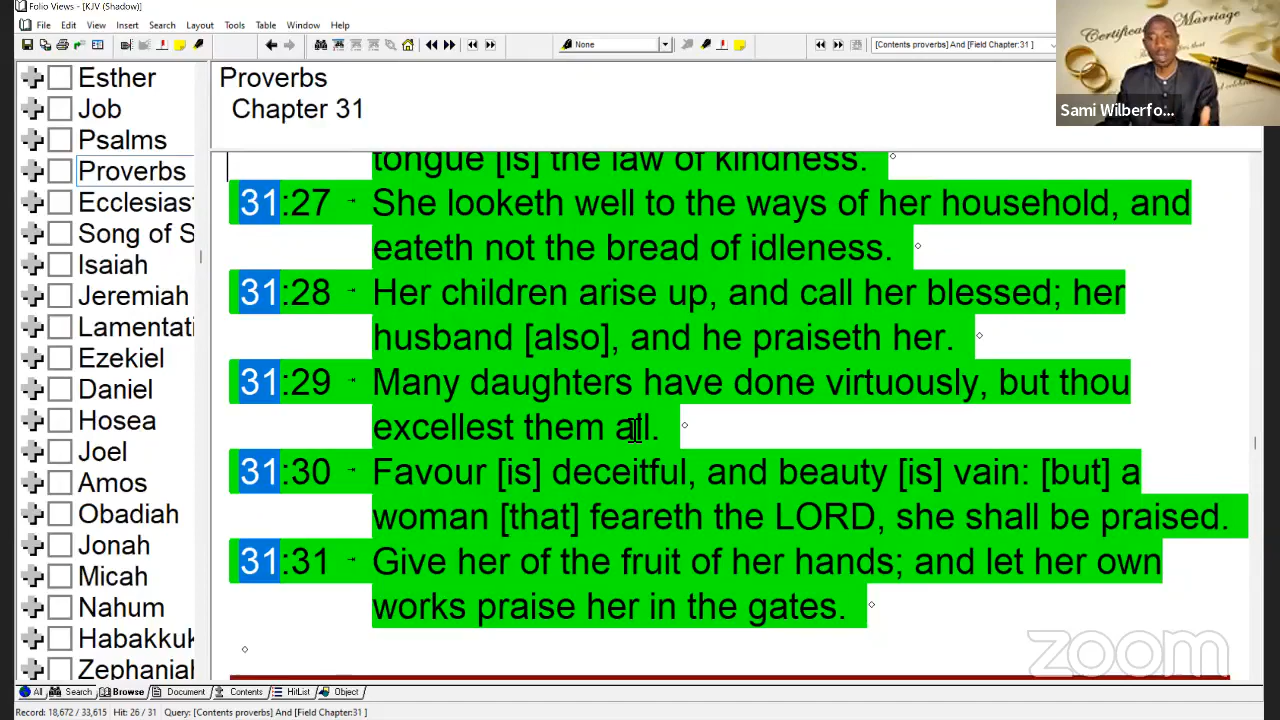 Folio Views - [KJV (Shadow)]
File Edit View Insert Search Layout Tools Table Window Help
None
[Contents proverbs] And [Field Chapter:31 ]
Certificate Marriage
Sami Wilberfo...
Esther
Job
Psalms
Proverbs
Ecclesiast
Song of S
Isaiah
Jeremiah
Lamentati
Ezekiel
Daniel
Hosea
Joel
Amos
Obadiah
Jonah
Micah
Nahum
Habakkuk
Zephaniah
Proverbs
Chapter 31
tongue [is] the law of kindness.
31:27 She looketh well to the ways of her household, and
eateth not the bread of idleness.
31:28 Her children arise up, and call her blessed; her
husband [also], and he praiseth her.
31:29 Many daughters have done virtuously, but thou
excellest them all.
31:30 Favour [is] deceitful, and beauty [is] vain: [but] a
woman [that] feareth the LORD, she shall be praised.
31:31 Give her of the fruit of her hands; and let her own
works praise her in the gates.
zoom
All Search Browse Document Contents HitList Object
Record: 18,672 / 33,615 Hit: 26 / 31 Query: [Contents proverbs] And [Field Chapter:31 ]